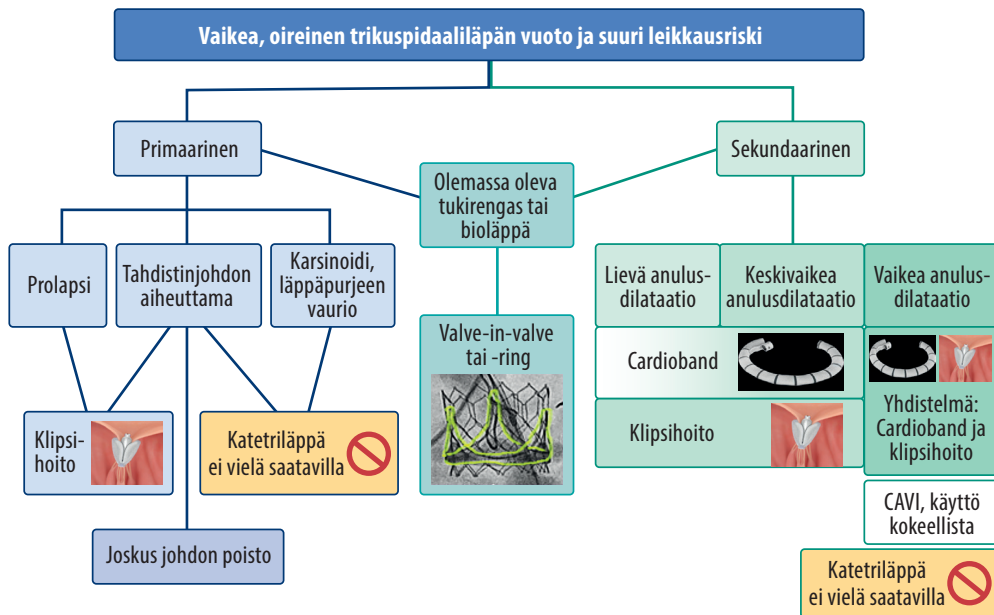 Vaikea, oireinen trikuspidaaliläpän vuoto ja suuri leikkausriski
Primaarinen
Sekundaarinen
Olemassa oleva
tukirengas tai
bioläppä
Prolapsi
Tahdistinjohdon
aiheuttama
Karsinoidi,
läppäpurjeen
vaurio
Lievä anulus-
dilataatio
Keskivaikea
anulusdilataatio
Vaikea anulus-
dilataatio
Valve-in-valve
tai -ring
Cardioband
Klipsi-
hoito
Katetriläppä
ei vielä saatavilla
Klipsihoito
Yhdistelmä:
Cardioband ja
klipsihoito
CAVI, käyttö
kokeellista
Joskus johdon poisto
Katetriläppä
ei vielä saatavilla